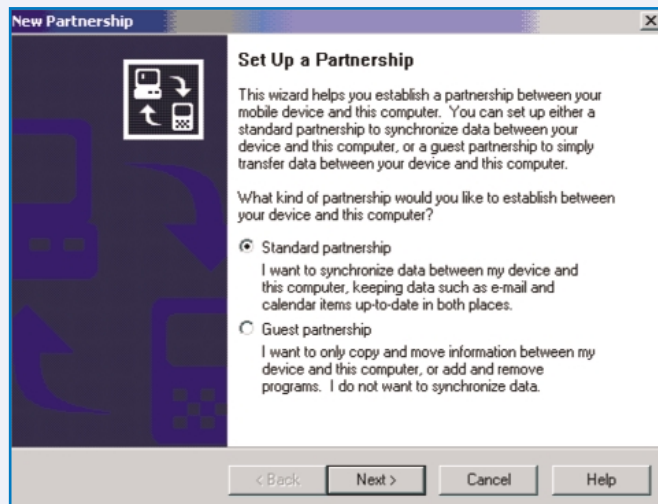 New Partnership
Set Up a Partnership
This wizard helps you establish a partnership between your
mobile device and this computer. You can set up either a
standard partnership to synchronize data between your
device and this computer, or a guest partnership to simply
transfer data between your device and this computer.
What kind of partnership would you like to establish between
your device and this computer?
Standard partnership
I want to synchronize data between my device and
this computer, keeping data such as e-mail and
calendar items up-to-date in both places.
Guest partnership
I want to only copy and move information between my
device and this computer, or add and remove
programs. I do not want to synchronize data.
< Back Next > Cancel Help